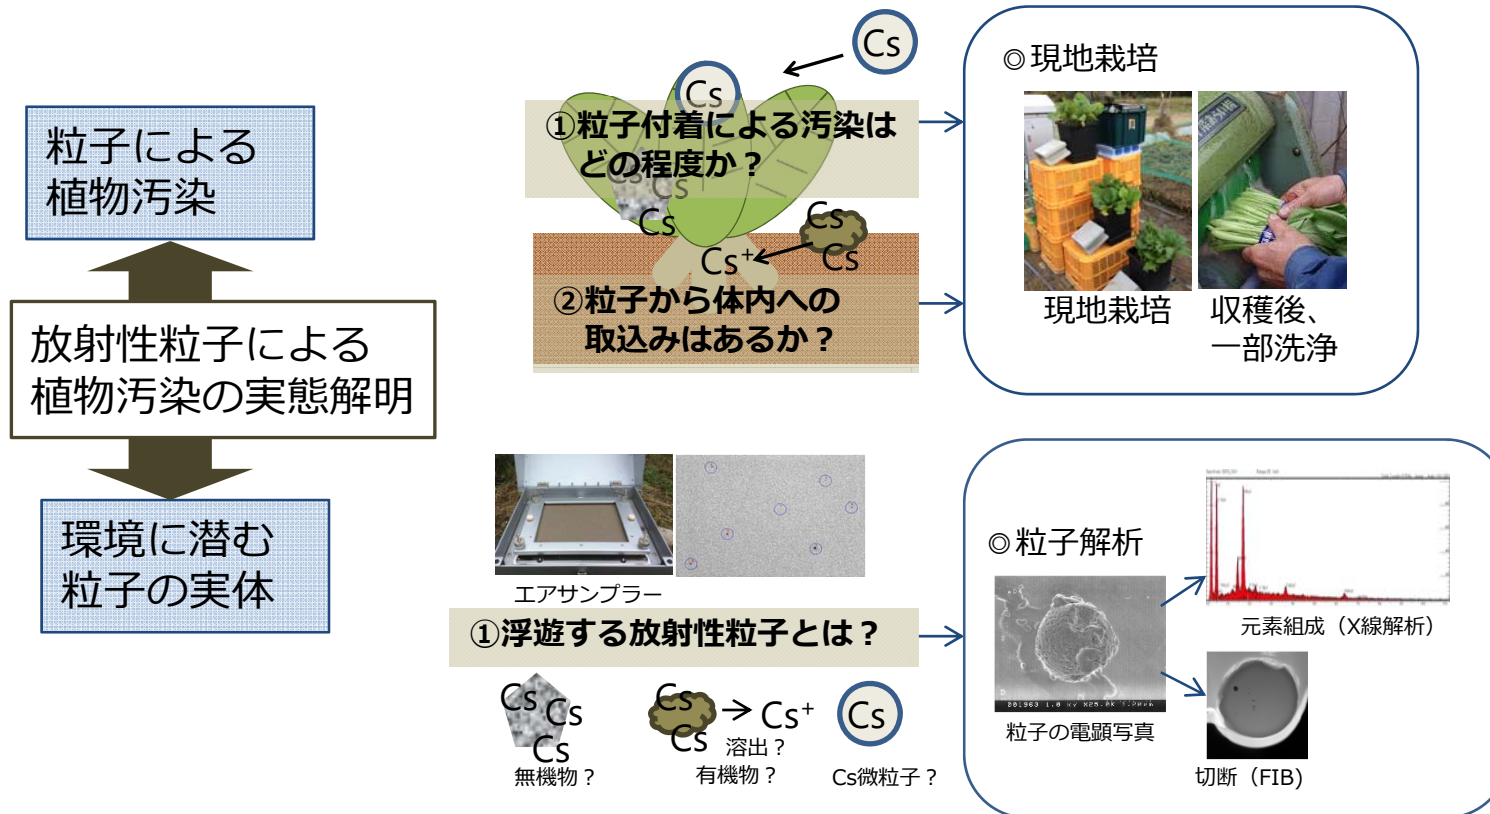 粒子による
植物汚染
放射性粒子による
植物汚染の実態解明
環境に潜む
粒子の実体
Cs
Cs
①粒子付着による汚染は
どの程度か？
Cs
Cs
Cs
Cs
Cs
Cs⁺
②粒子から体内への
取込みはあるか？
◎現地栽培
現地栽培
収穫後、
一部洗浄
エアサンプラー
①浮遊する放射性粒子とは？
Cs
Cs
Cs
無機物？
Cs
Cs
Cs⁺
溶出？
有機物？
Cs
Cs微粒子？
◎粒子解析
粒子の電顕写真
元素組成（X線解析）
切断（FIB)